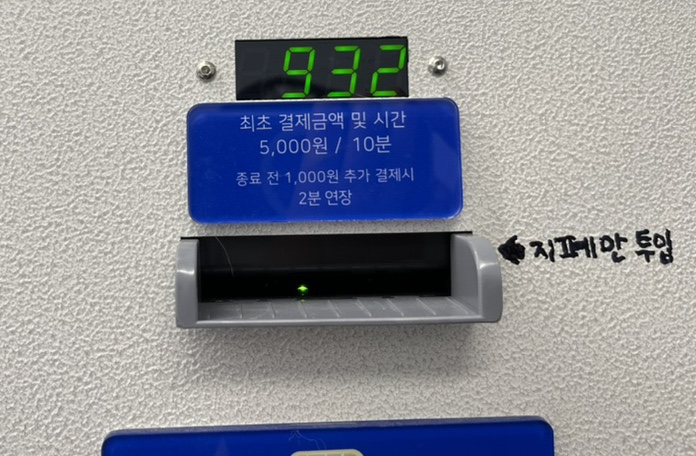 932
최초 결제금액 및 시간
5,000원 / 10분
종료 전 1,000원 추가 결제시
2분 연장
지폐만 투입